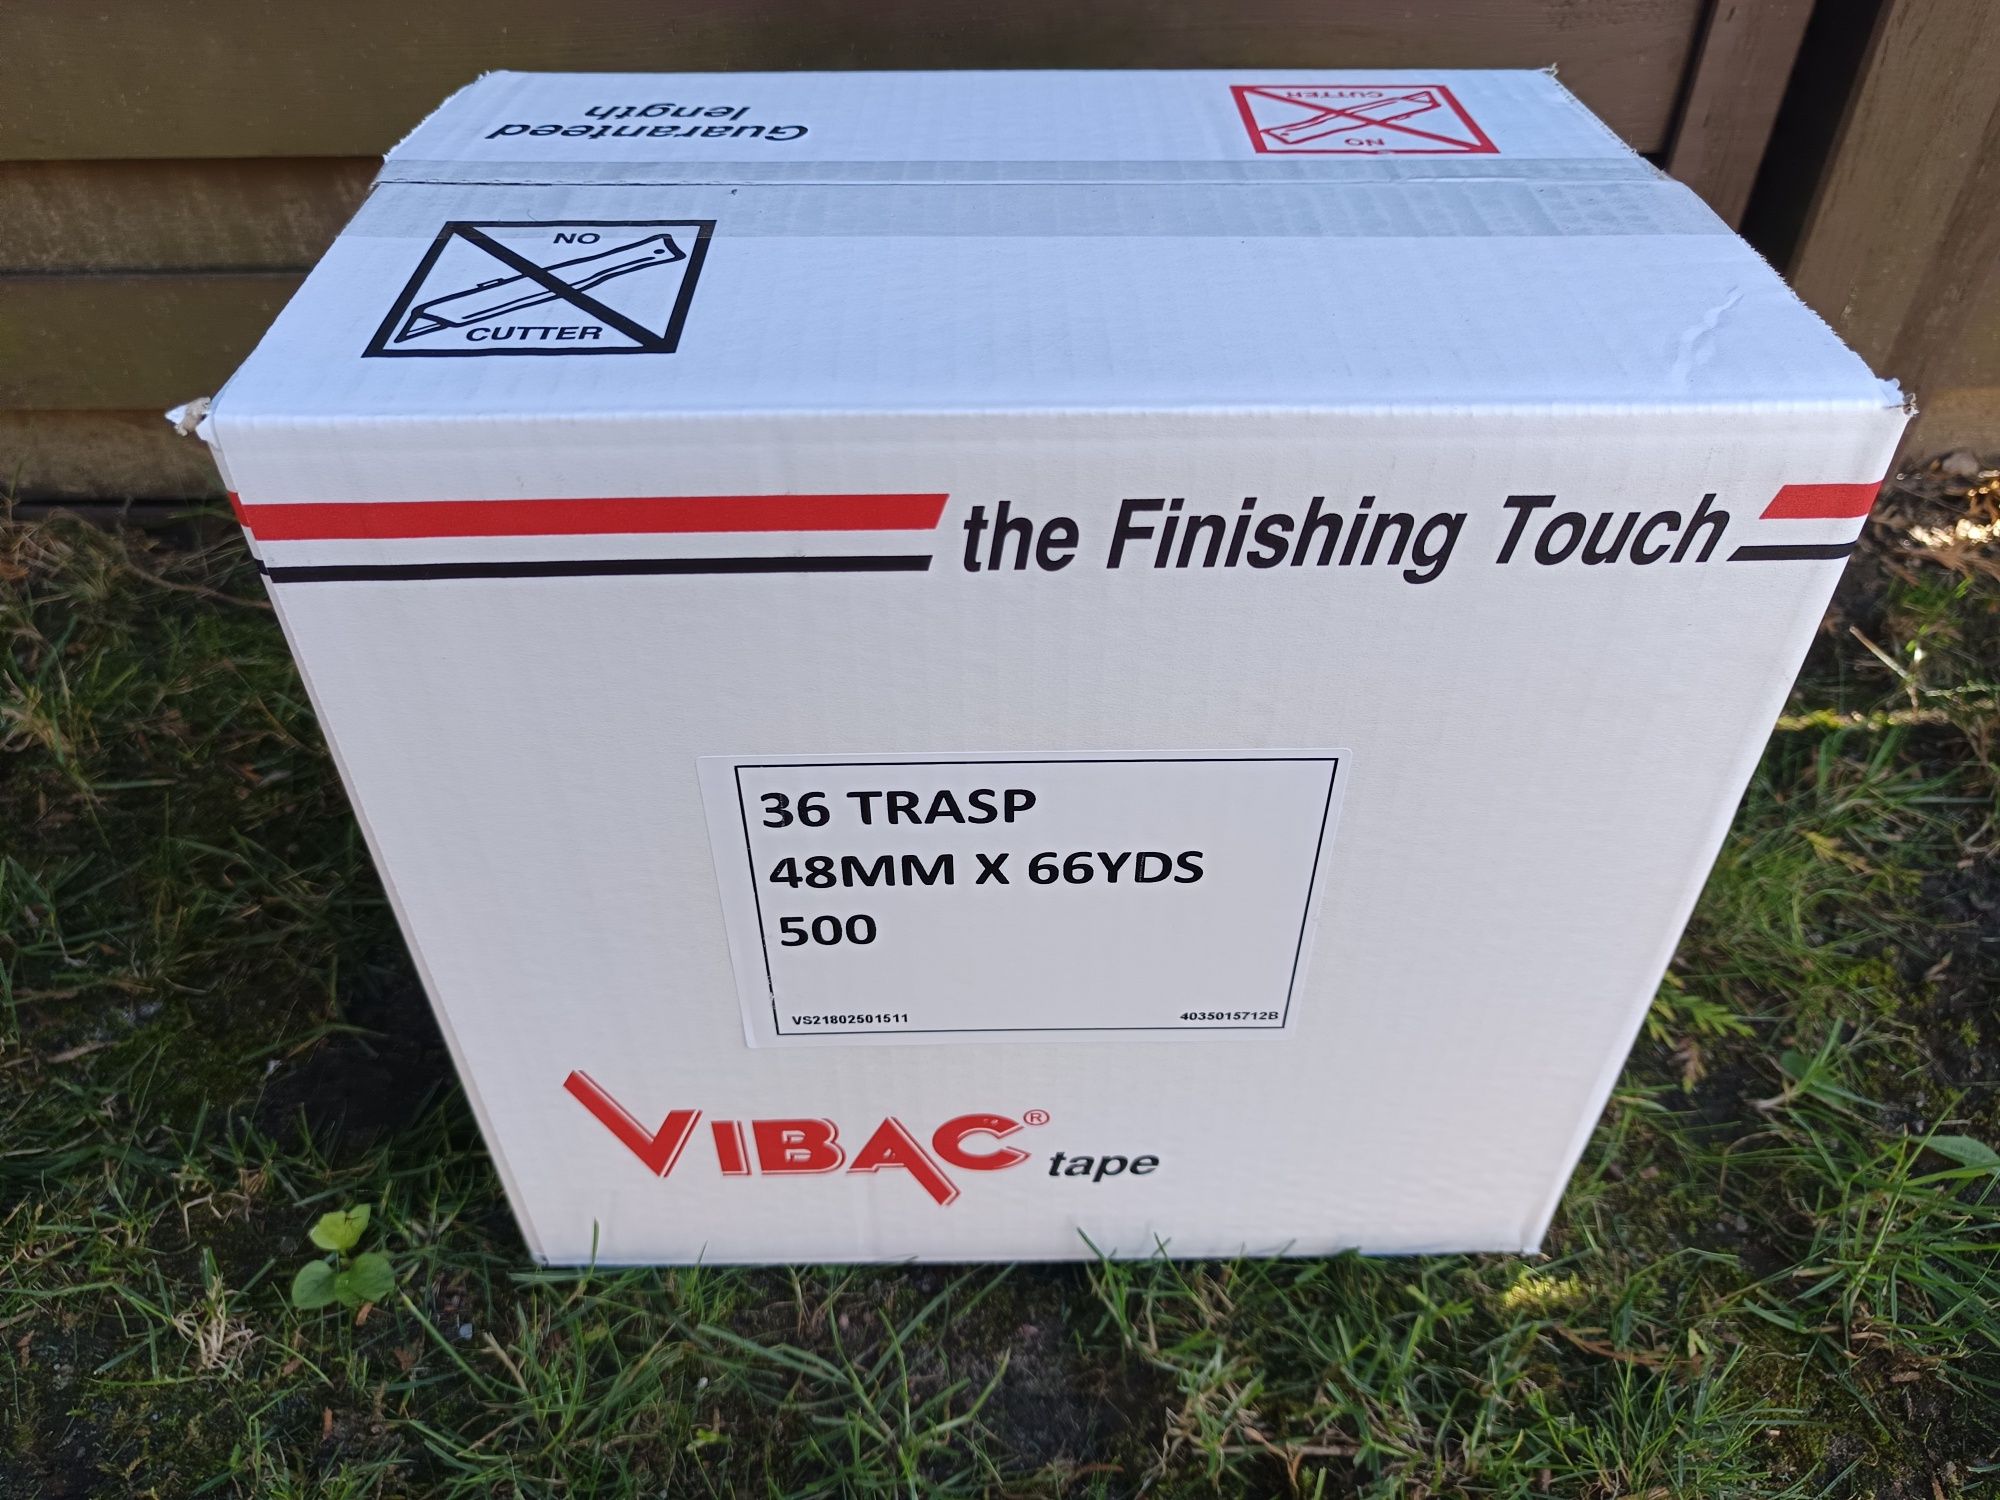 Guaranteed
length
NO
CUTTER
NO
CUTTER
the Finishing Touch
36 TRASP
48MM X 66YDS
500
VS21802501511 4035015712B
VIBAC® tape